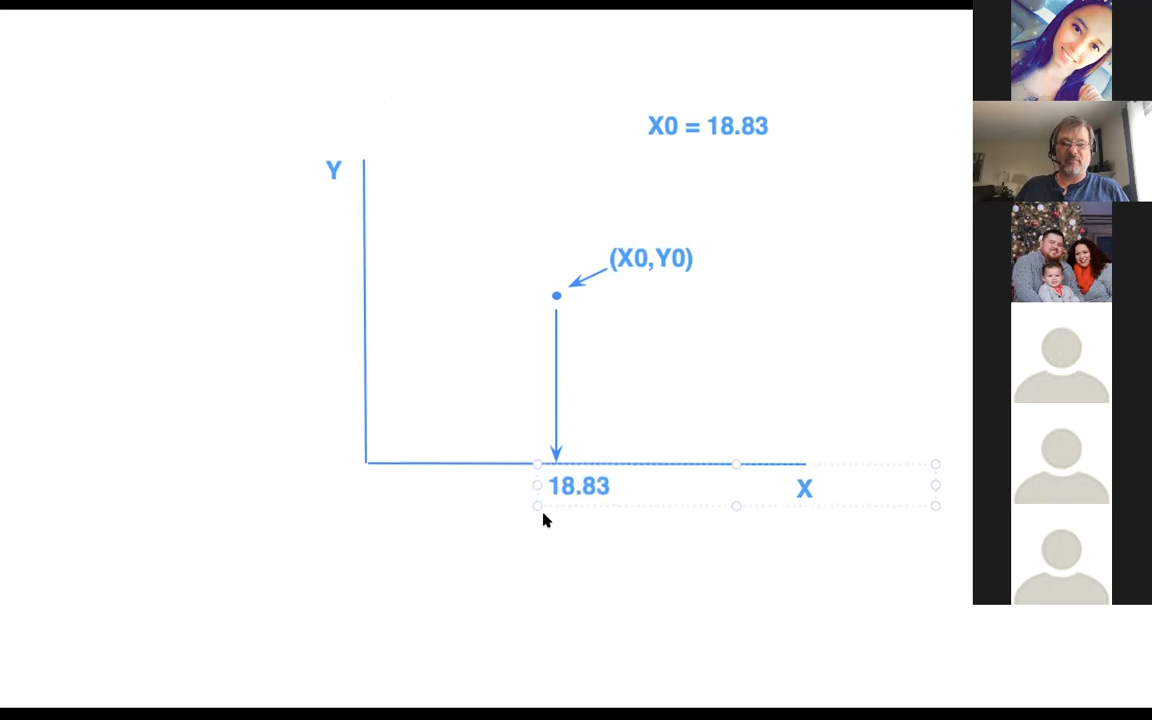 X0 = 18.83
Y
(X0,Y0)
18.83
X